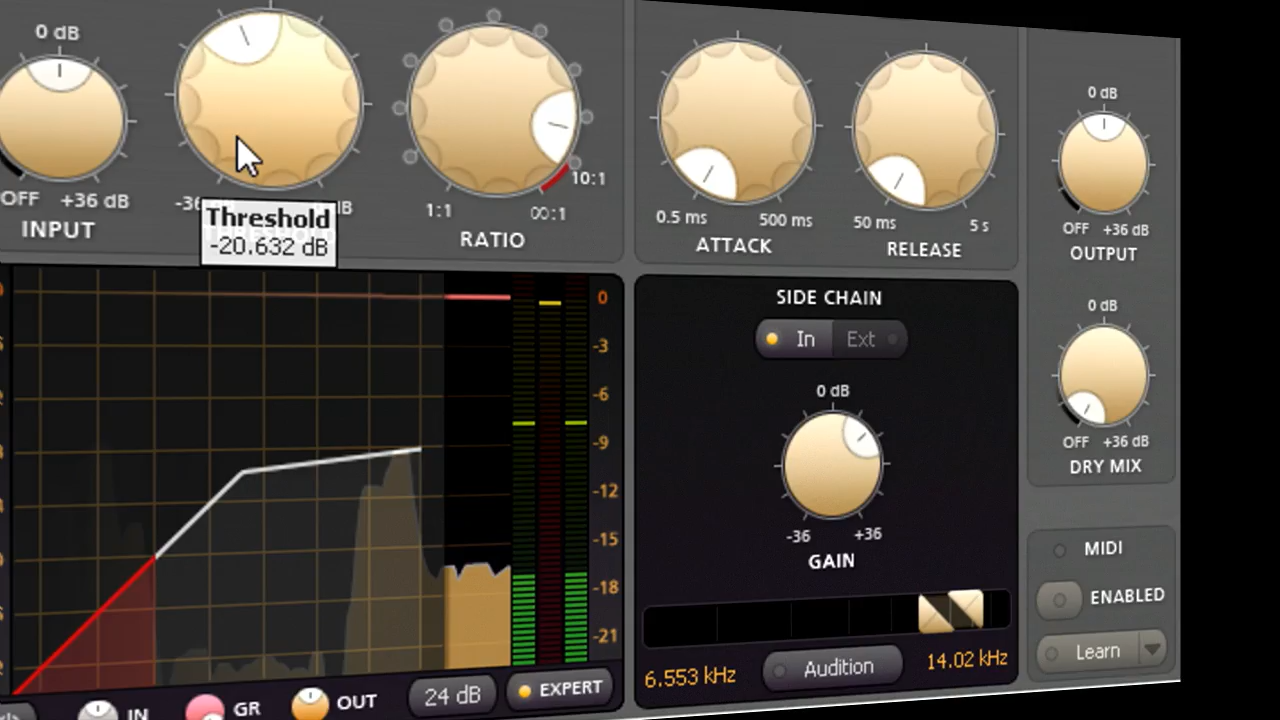 0 dB
OFF +36 dB
INPUT
Threshold
-20.632 dB
10:1
1:1 ∞:1
RATIO
0.5 ms 500 ms
ATTACK
50 ms 5 s
RELEASE
0 dB
OFF +36 dB
OUTPUT
0 dB
OFF +36 dB
DRY MIX
0
-3
-6
-9
-12
-15
-18
-21
IN GR OUT 24 dB EXPERT
SIDE CHAIN
In Ext
0 dB
-36 +36
GAIN
6.553 kHz Audition 14.02 kHz
MIDI
ENABLED
Learn